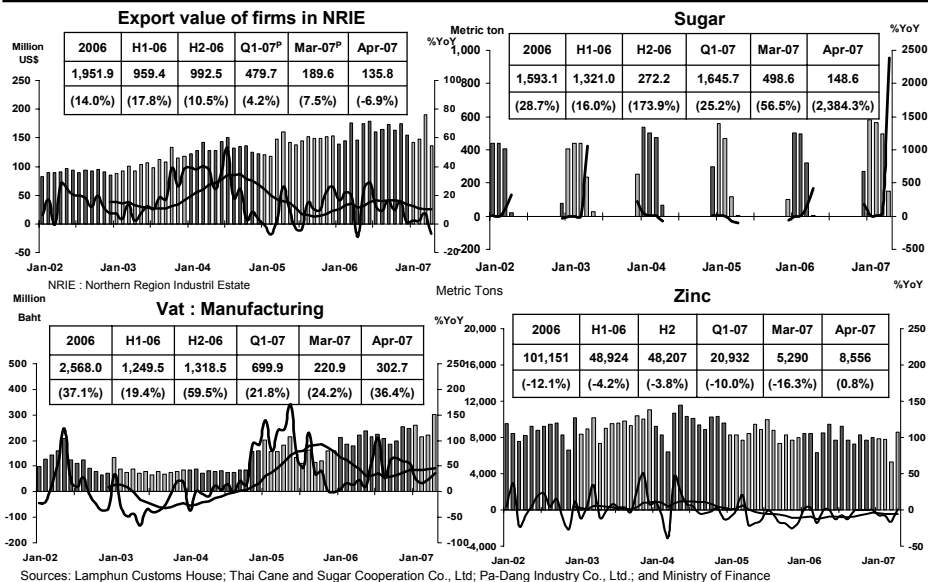 Export value of firms in NRIE
Million
US$
%YoY
2006 H1-06 H2-06 Q1-07P Mar-07P Apr-07
1,951.9 959.4 992.5 479.7 189.6 135.8
(14.0%) (17.8%) (10.5%) (4.2%) (7.5%) (-6.9%)
250 100
200 80
150 60
100 40
50 20
0 0
-50 -20
Jan-02 Jan-03 Jan-04 Jan-05 Jan-06 Jan-07
NRIE : Northern Region Industril Estate
Sugar
Metric ton
%YoY
2006 H1-06 H2-06 Q1-07 Mar-07 Apr-07
1,593.1 1,321.0 272.2 1,645.7 498.6 148.6
(28.7%) (16.0%) (173.9%) (25.2%) (56.5%) (2,384.3%)
1,000 2500
800 2000
600 1500
400 1000
200 500
0 0
200 -500
Jan-02 Jan-03 Jan-04 Jan-05 Jan-06 Jan-07
Vat : Manufacturing
Million
Baht
%YoY
2006 H1-06 H2-06 Q1-07 Mar-07 Apr-07
2,568.0 1,249.5 1,318.5 699.9 220.9 302.7
(37.1%) (19.4%) (59.5%) (21.8%) (24.2%) (36.4%)
500 250
400 200
300 150
200 100
100 50
0 0
-100 -50
-200 -100
Jan-02 Jan-03 Jan-04 Jan-05 Jan-06 Jan-07
Metric Tons
Zinc
%YoY
2006 H1-06 H2 Q1-07 Mar-07 Apr-07
101,151 48,924 48,207 20,932 5,290 8,556
(-12.1%) (-4.2%) (-3.8%) (-10.0%) (-16.3%) (0.8%)
20,000 250
16,000 200
12,000 150
8,000 100
4,000 50
0 0
-4,000 -50
Jan-02 Jan-03 Jan-04 Jan-05 Jan-06 Jan-07
Sources: Lamphun Customs House; Thai Cane and Sugar Cooperation Co., Ltd; Pa-Dang Industry Co., Ltd.; and Ministry of Finance